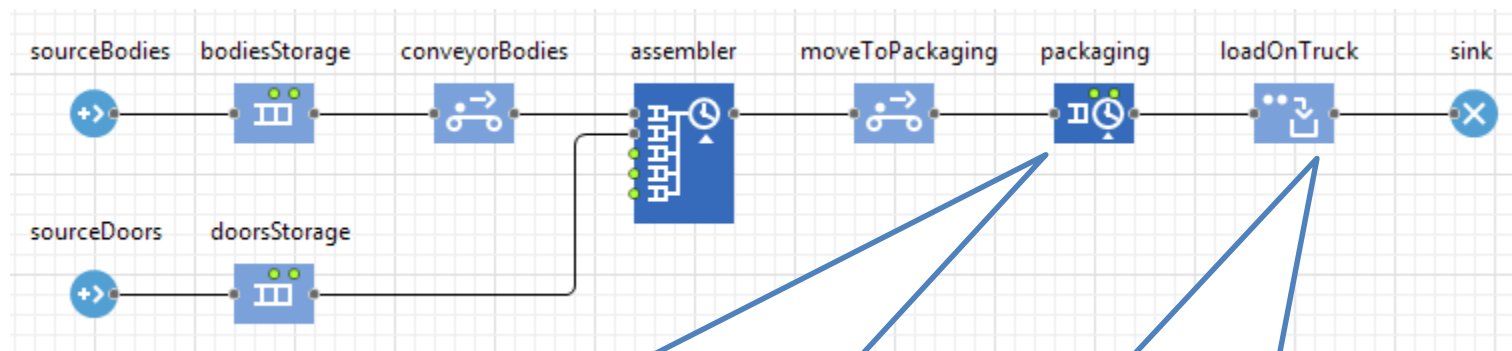 sourceBodies bodiesStorage conveyorBodies assembler moveToPackaging packaging loadOnTruck sink
sourceDoors doorsStorage